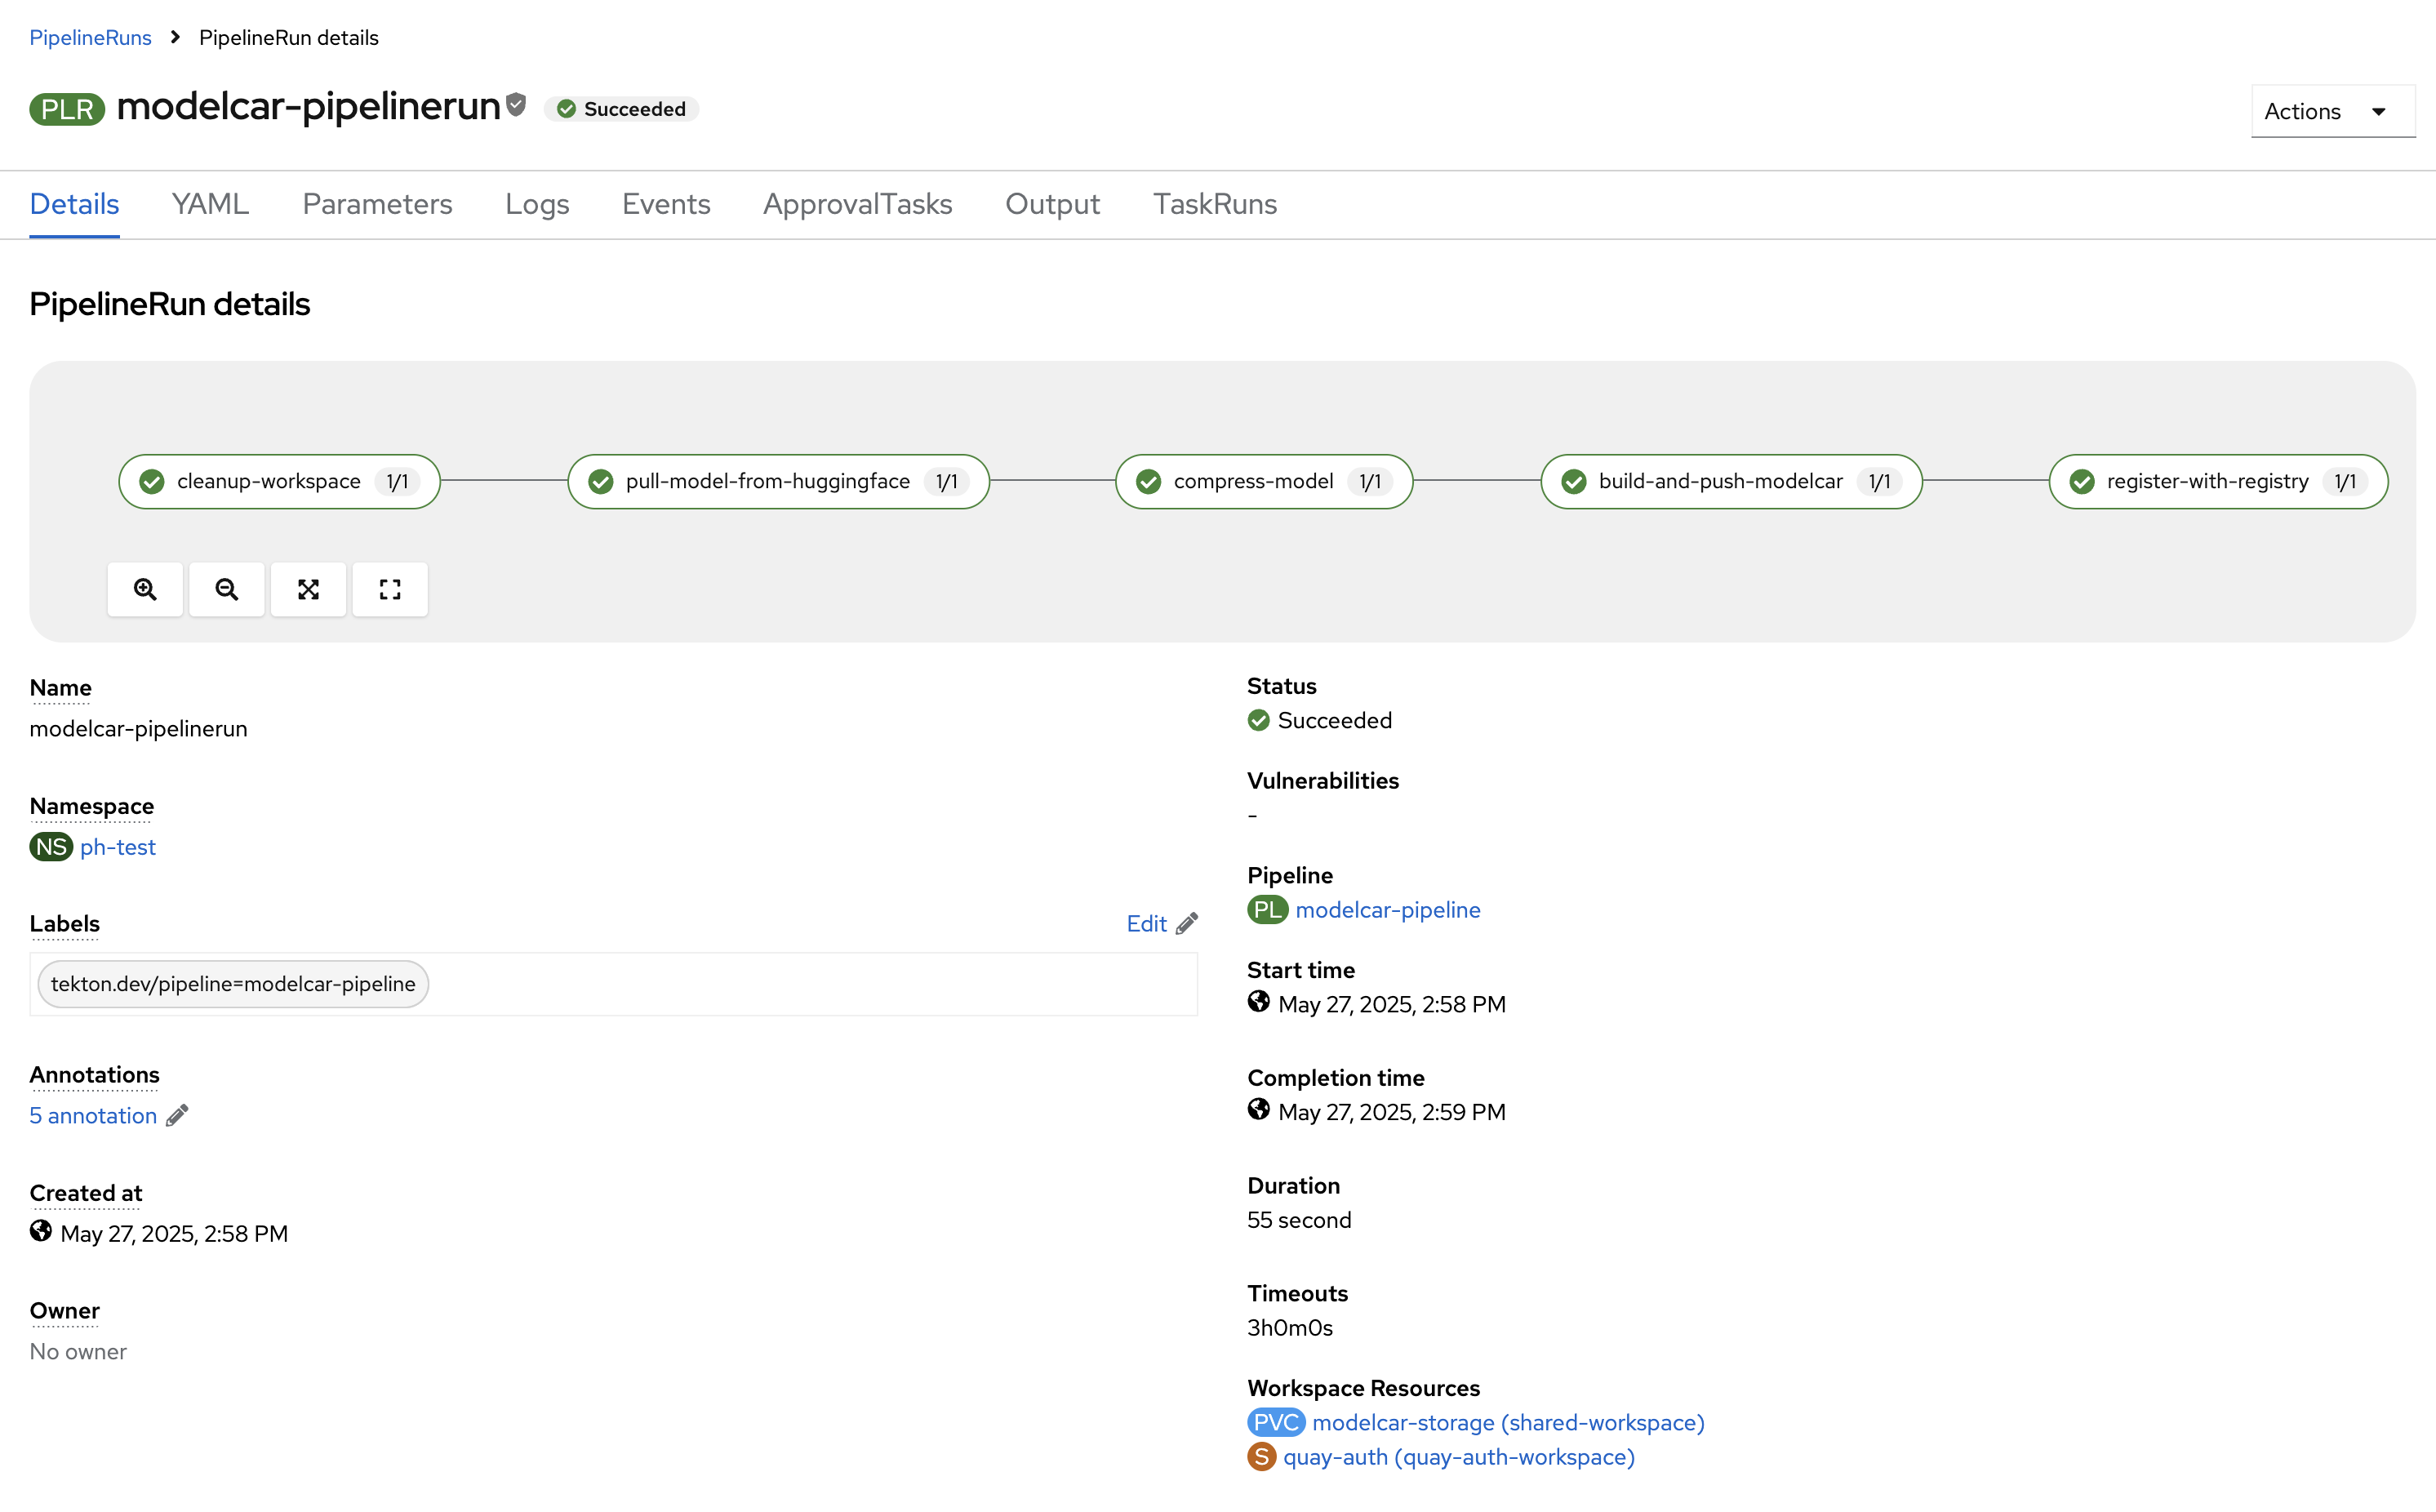 PipelineRuns > PipelineRun details
PLR modelcar-pipelinerun Succeeded
Actions
Details YAML Parameters Logs Events ApprovalTasks Output TaskRuns
PipelineRun details
cleanup-workspace 1/1 pull-model-from-huggingface 1/1 compress-model 1/1 build-and-push-modelcar 1/1 register-with-registry 1/1
Name
modelcar-pipelinerun
Namespace
NS ph-test
Labels
Edit
tekton.dev/pipeline=modelcar-pipeline
Annotations
5 annotation
Created at
May 27, 2025, 2:58 PM
Owner
No owner
Status
Succeeded
Vulnerabilities
-
Pipeline
PL modelcar-pipeline
Start time
May 27, 2025, 2:58 PM
Completion time
May 27, 2025, 2:59 PM
Duration
55 second
Timeouts
3h0m0s
Workspace Resources
PVC modelcar-storage (shared-workspace)
S quay-auth (quay-auth-workspace)